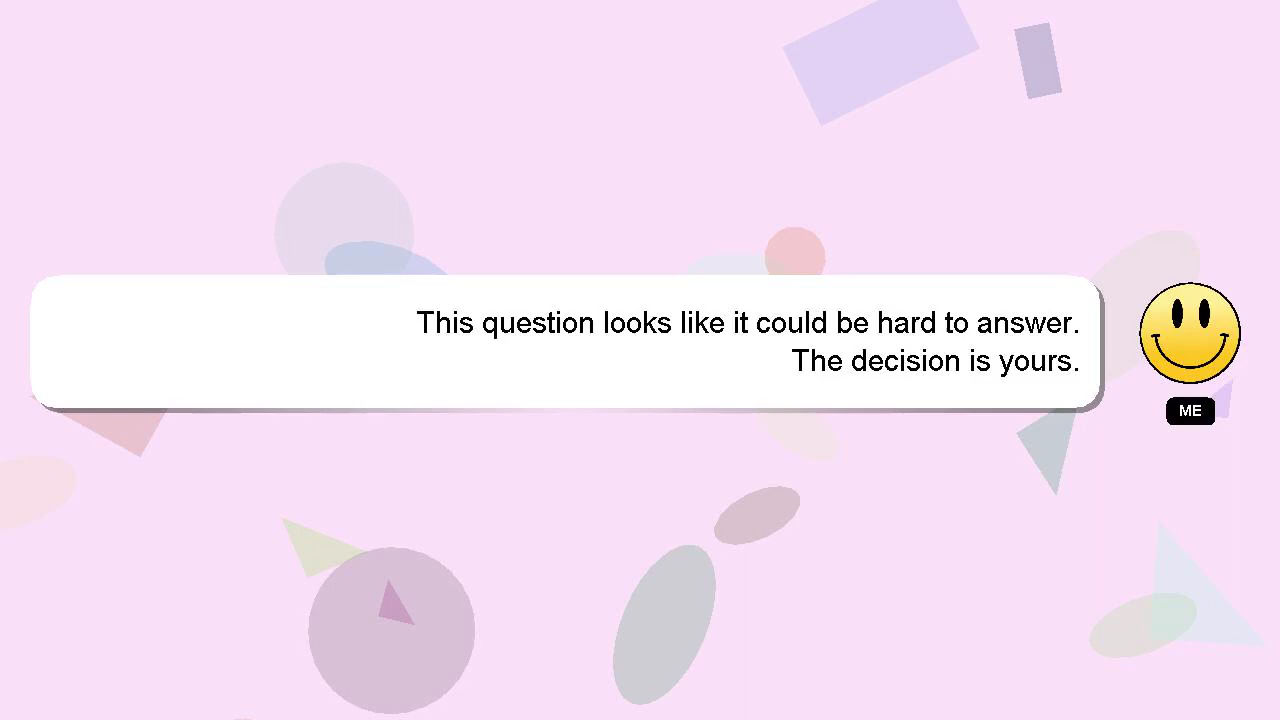 This question looks like it could be hard to answer.
The decision is yours.
ME